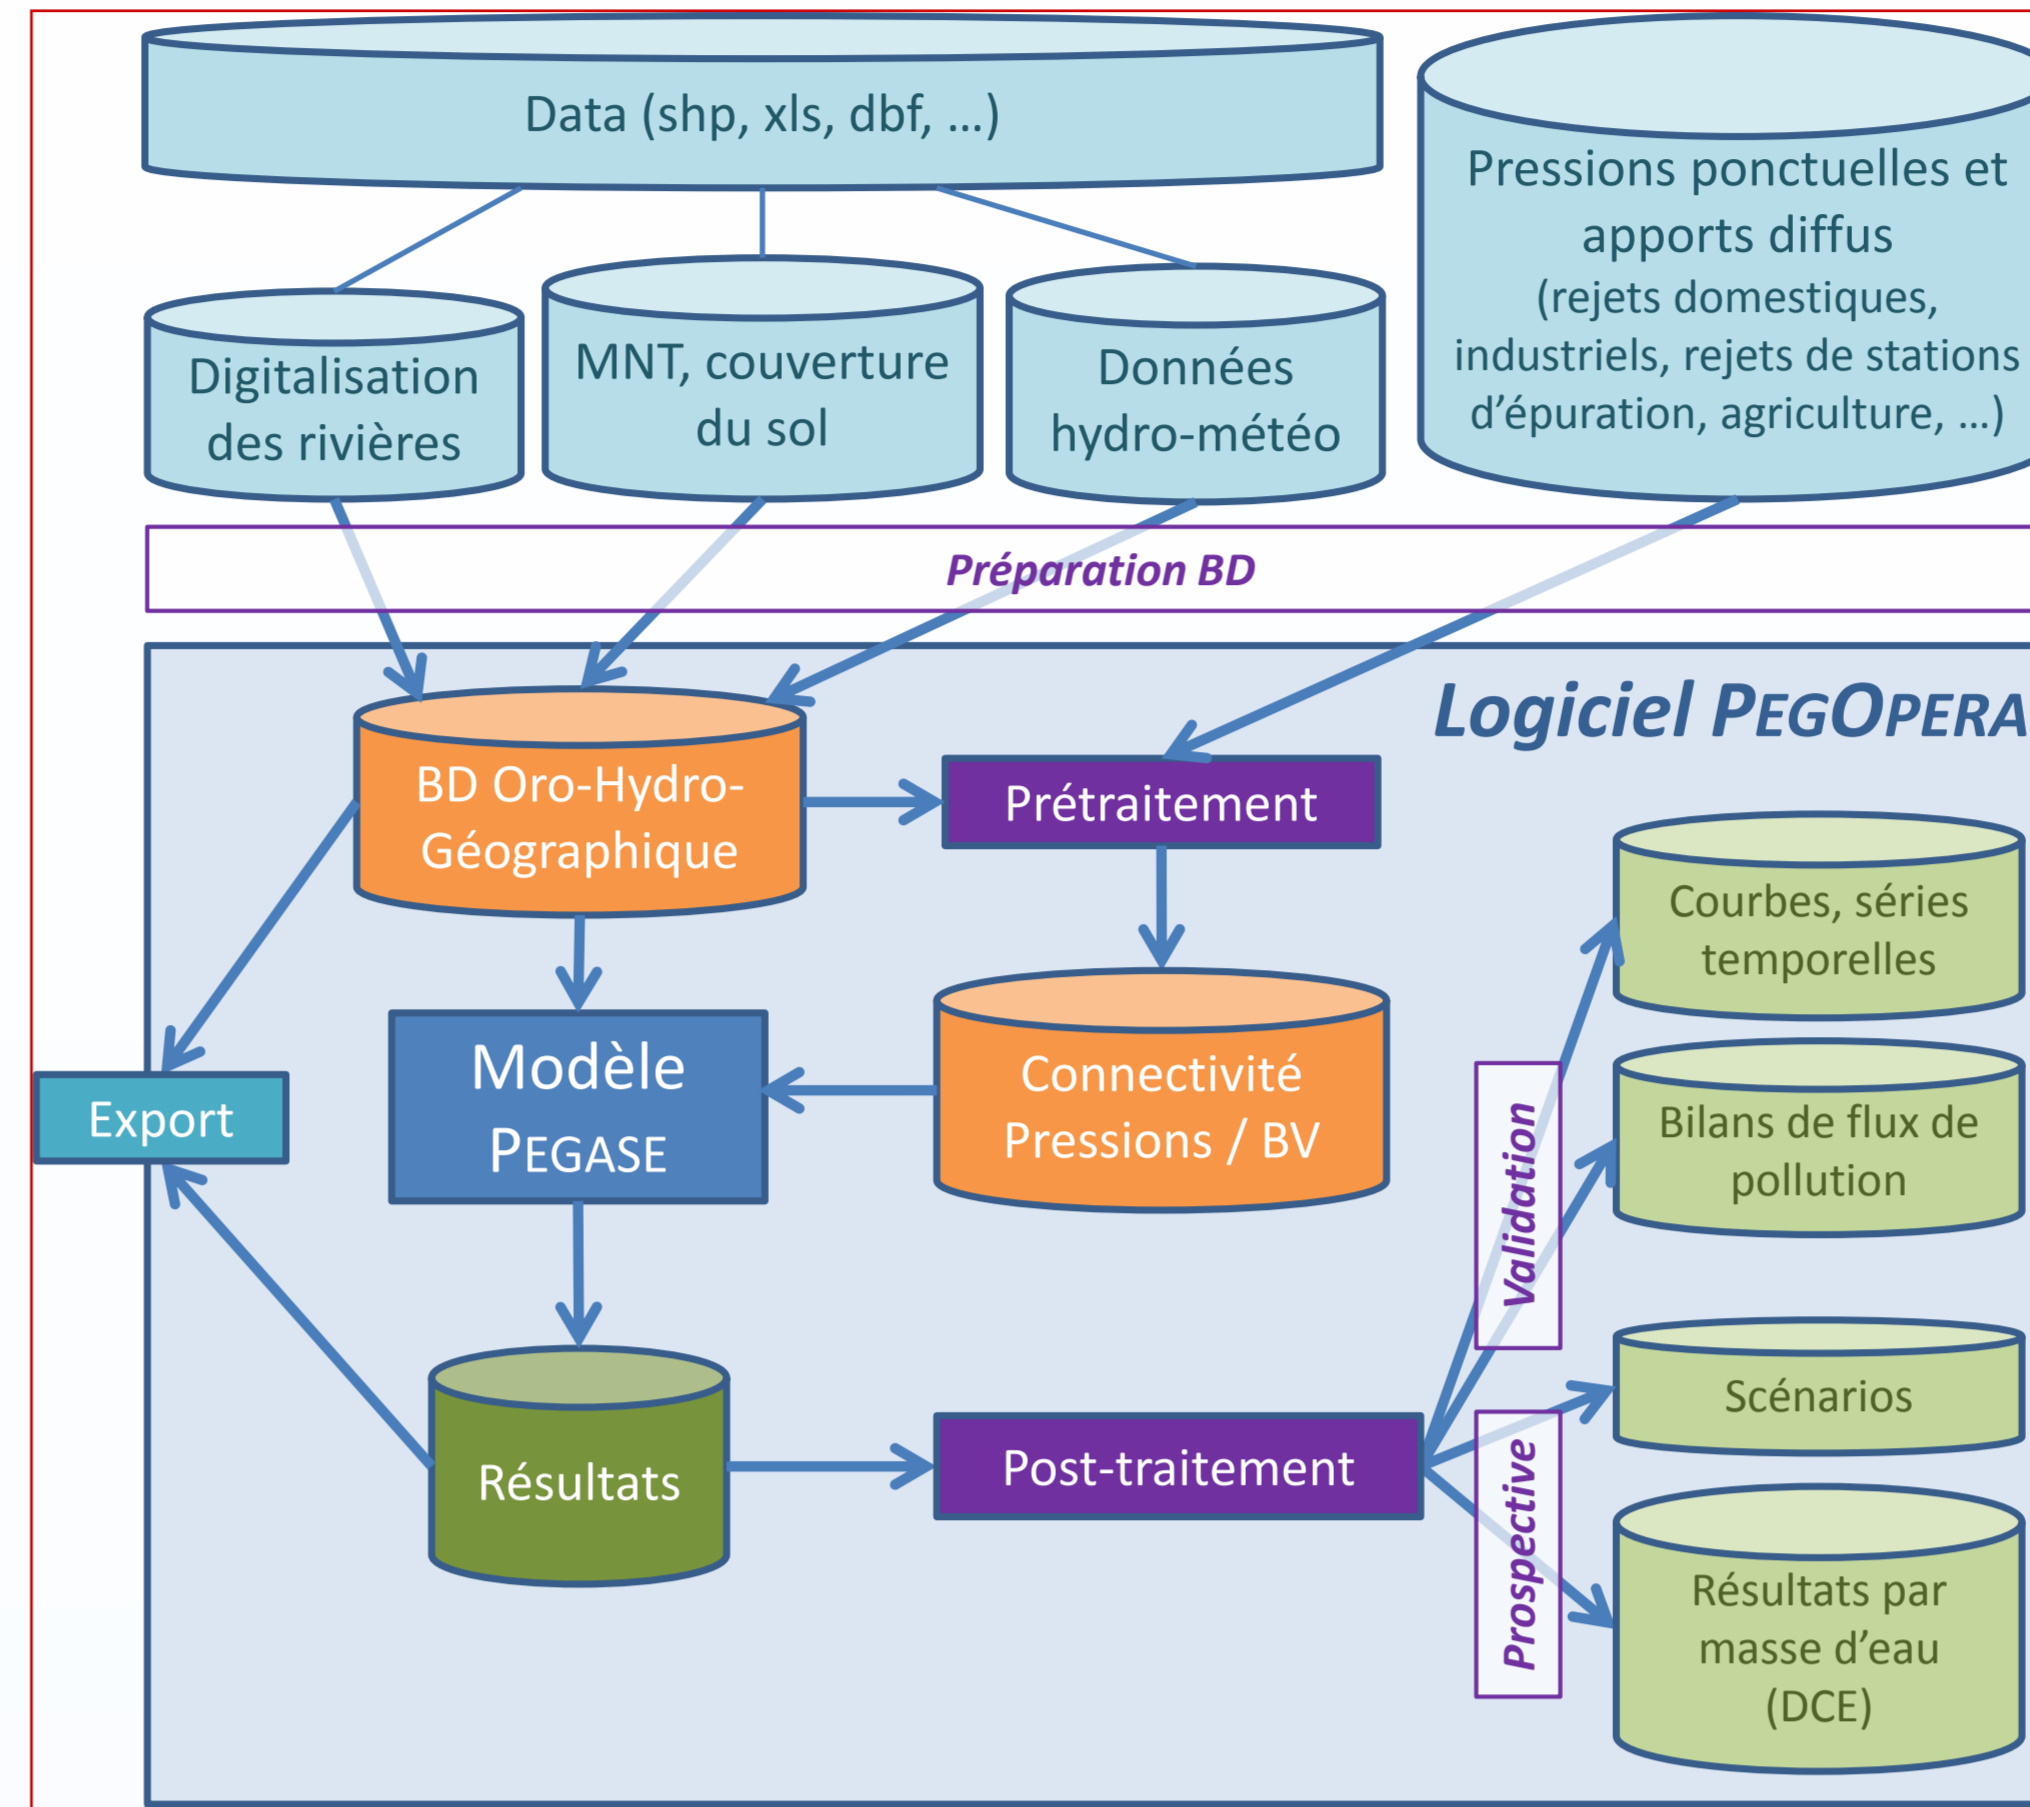 Data (shp, xls, dbf, …)
Pressions ponctuelles et
apports diffus
(rejets domestiques,
industriels, rejets de stations
d’épuration, agriculture, …)
Digitalisation
des rivières
MNT, couverture
du sol
Données
hydro-météo
Préparation BD
Logiciel PEGOPERA
BD Oro-Hydro-
Géographique
Prétraitement
Courbes, séries
temporelles
Export
Modèle
PEGASE
Connectivité
Pressions / BV
Validation
Bilans de flux de
pollution
Scénarios
Résultats
Post-traitement
Prospective
Résultats par
masse d’eau
(DCE)